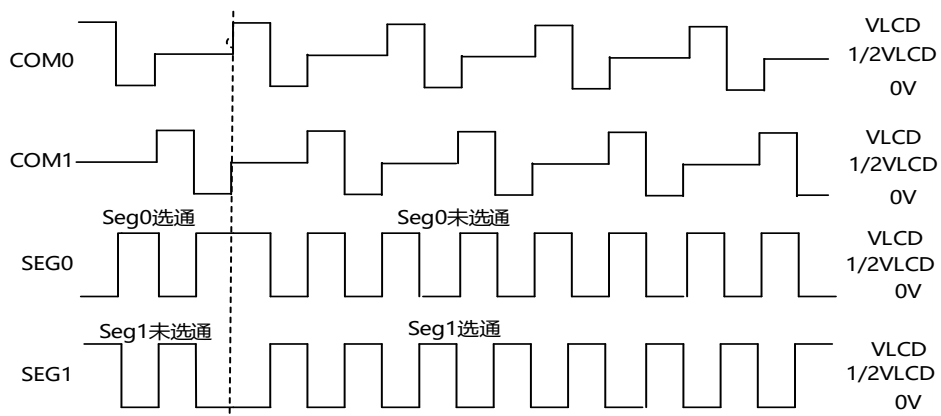 VLCD
COM0
1/2VLCD
0V
VLCD
COM1
1/2VLCD
0V
Seg0选通
Seg0未选通
VLCD
SEG0
1/2VLCD
0V
Seg1未选通
Seg1选通
VLCD
SEG1
1/2VLCD
0V